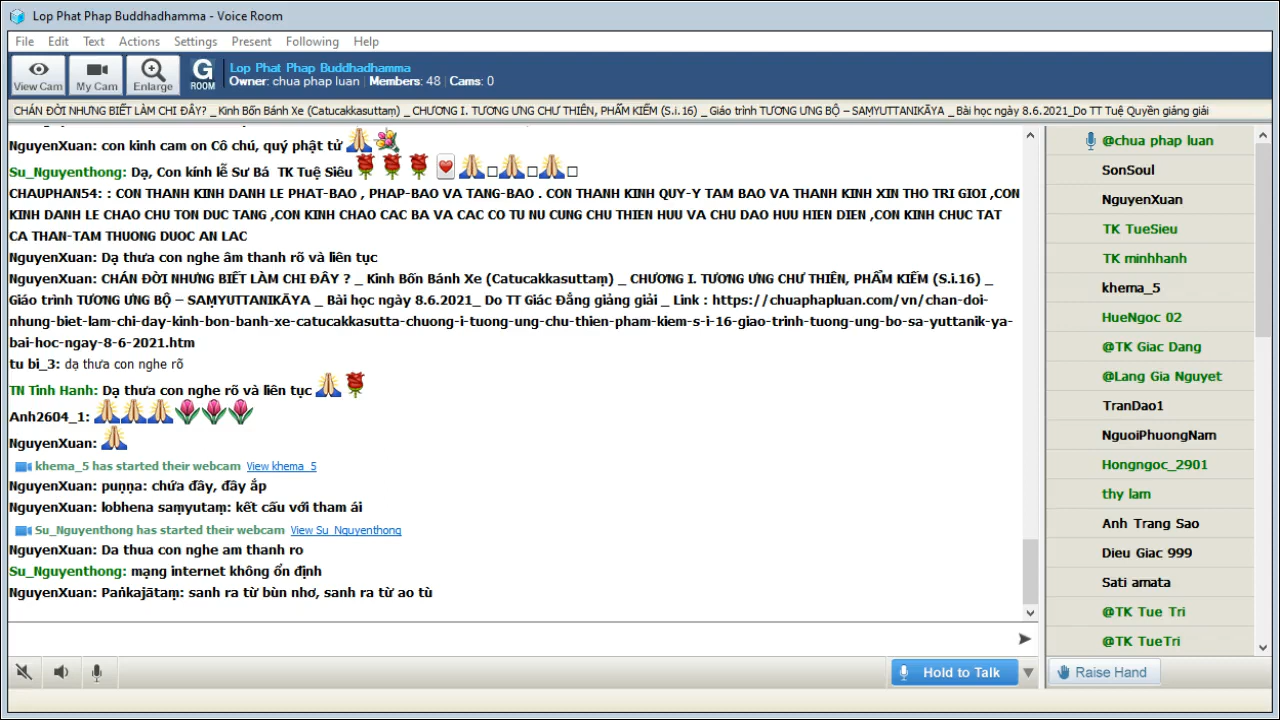 Lop Phat Phap Buddhadhamma - Voice Room
File Edit Text Actions Settings Present Following Help
View Cam My Cam Enlarge G ROOM
Lop Phat Phap Buddhadhamma
Owner: chua phap luan | Members: 48 | Cams: 0
CHÁN ĐỜI NHƯNG BIẾT LÀM CHI ĐÂY? _ Kinh Bốn Bánh Xe (Catucakkasuttaṃ) _ CHƯƠNG I. TƯƠNG ƯNG CHƯ THIÊN, PHẨM KIẾM (S.i.16) _ Giáo trình TƯƠNG ƯNG BỘ – SAṂYUTTANIKĀYA _ Bài học ngày 8.6.2021_Do TT Tuệ Quyền giảng giải
NguyenXuan: con kinh cam on Cô chú, quý phật tử
Su_Nguyenthong: Dạ, Con kính lễ Sư Bá TK Tuệ Siêu
CHAUPHAN54: : CON THANH KINH DANH LE PHAT-BAO , PHAP-BAO VA TANG-BAO . CON THANH KINH QUY-Y TAM BAO VA THANH KINH XIN THO TRI GIOI ,CON
KINH DANH LE CHAO CHU TON DUC TANG ,CON KINH CHAO CAC BA VA CAC CO TU NU CUNG CHU THIEN HUU VA CHU DAO HUU HIEN DIEN ,CON KINH CHUC TAT
CA THAN-TAM THUONG DUOC AN LAC
NguyenXuan: Dạ thưa con nghe âm thanh rõ và liên tục
NguyenXuan: CHÁN ĐỜI NHƯNG BIẾT LÀM CHI ĐÂY ? _ Kinh Bốn Bánh Xe (Catucakkasuttaṃ) _ CHƯƠNG I. TƯƠNG ƯNG CHƯ THIÊN, PHẨM KIẾM (S.i.16) _
Giáo trình TƯƠNG ƯNG BỘ – SAṂYUTTANIKĀYA _ Bài học ngày 8.6.2021_ Do TT Giác Đẳng giảng giải _ Link : https://chuaphapluan.com/vn/chan-doi-
nhung-biet-lam-chi-day-kinh-bon-banh-xe-catucakkasutta-chuong-i-tuong-ung-chu-thien-pham-kiem-s-i-16-giao-trinh-tuong-ung-bo-sa-yuttanik-ya-
bai-hoc-ngay-8-6-2021.htm
tu bi_3: dạ thưa con nghe rõ
TN Tinh Hanh: Dạ thưa con nghe rõ và liên tục
Anh2604_1:
NguyenXuan:
khema_5 has started their webcam View khema_5
NguyenXuan: puṇṇa: chứa đây, đây ắp
NguyenXuan: lobhena saṃyutaṃ: kết cấu với tham ái
Su_Nguyenthong has started their webcam View Su_Nguyenthong
NguyenXuan: Da thua con nghe am thanh ro
Su_Nguyenthong: mạng internet không ổn định
NguyenXuan: Paṅkajātaṃ: sanh ra từ bùn nhơ, sanh ra từ ao tù
Hold to Talk
@chua phap luan
SonSoul
NguyenXuan
TK TueSieu
TK minhhanh
khema_5
HueNgoc 02
@TK Giac Dang
@Lang Gia Nguyet
TranDao1
NguoiPhuongNam
Hongngoc_2901
thy lam
Anh Trang Sao
Dieu Giac 999
Sati amata
@TK Tue Tri
@TK TueTri
Raise Hand